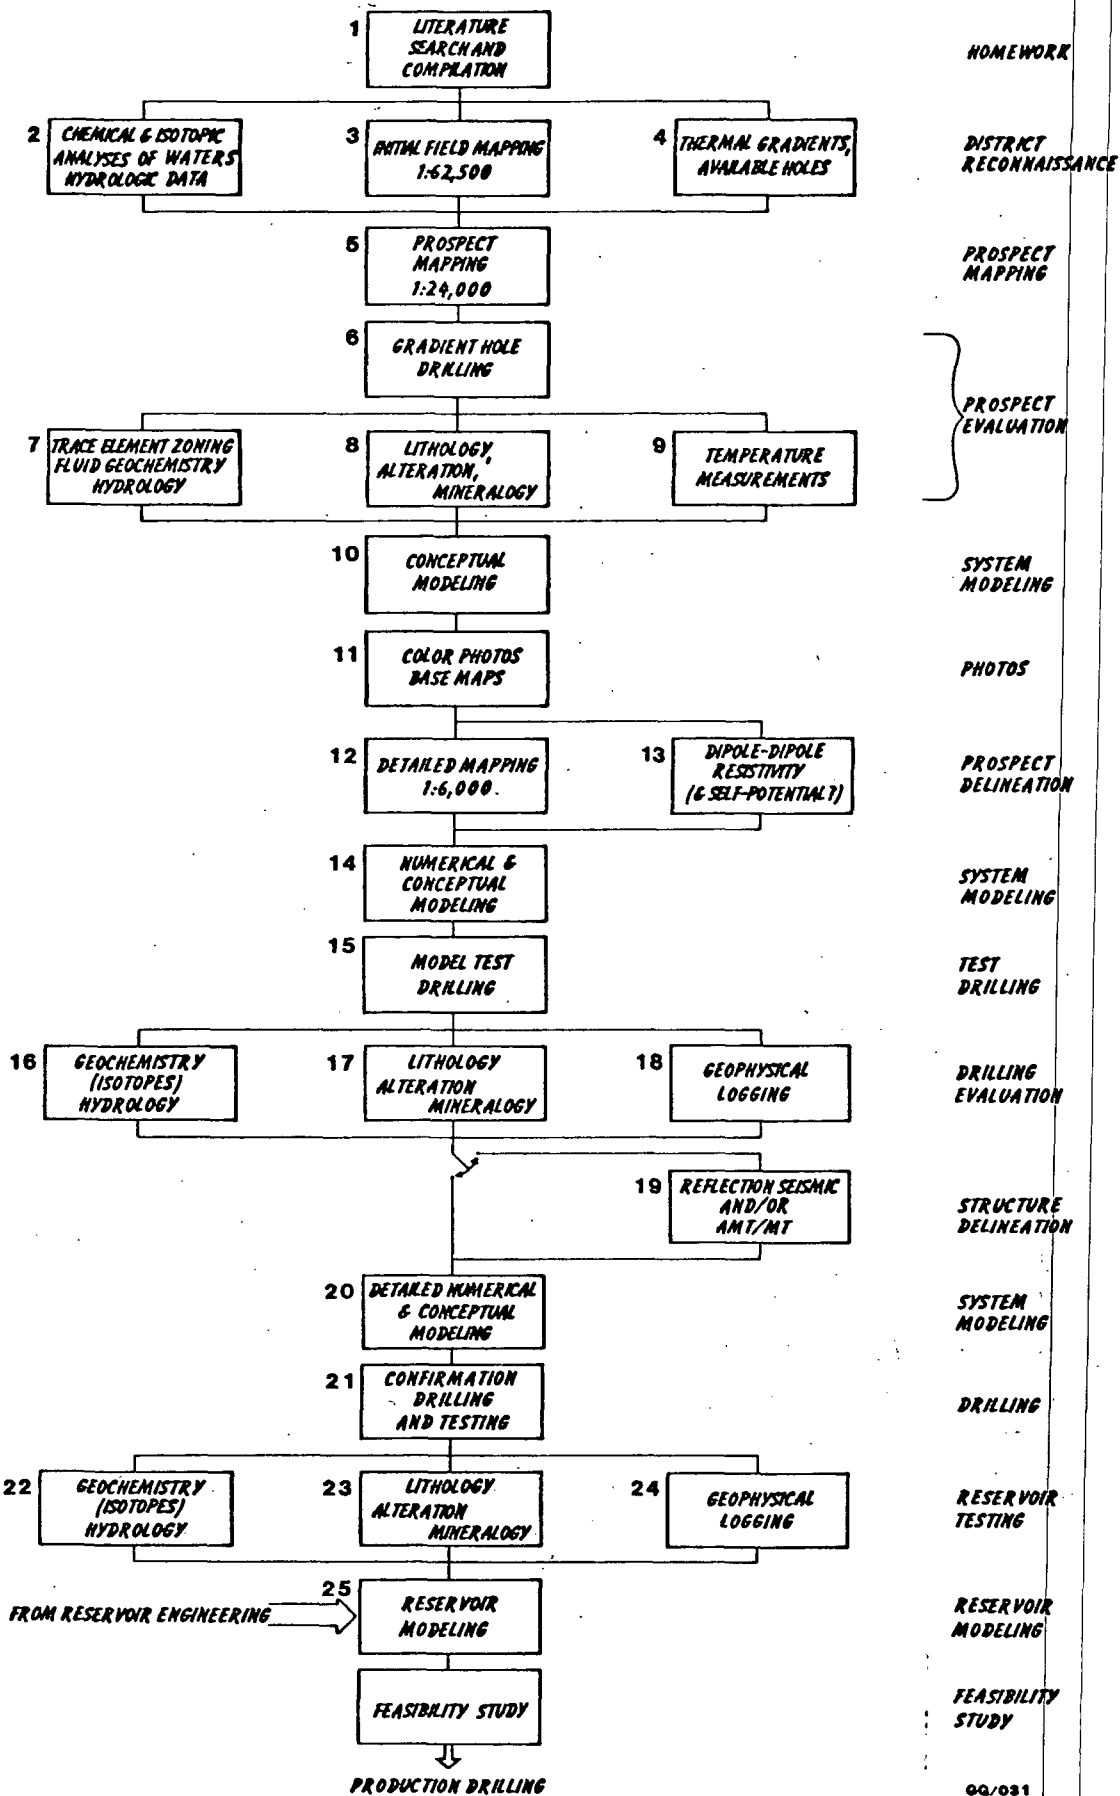 1
LITERATURE
SEARCH AND
COMPILATION
HOMEWORK
2
CHEMICAL & ISOTOPIC
ANALYSES OF WATERS
HYDROLOGIC DATA
3
INITIAL FIELD MAPPING
1:62,500
4
THERMAL GRADIENTS,
AVAILABLE HOLES
DISTRICT
RECONNAISSANCE
5
PROSPECT
MAPPING
1:24,000
PROSPECT
MAPPING
6
GRADIENT HOLE
DRILLING
PROSPECT
EVALUATION
7
TRACE ELEMENT ZONING
FLUID GEOCHEMISTRY
HYDROLOGY
8
LITHOLOGY,
ALTERATION,
MINERALOGY
9
TEMPERATURE
MEASUREMENTS
10
CONCEPTUAL
MODELING
SYSTEM
MODELING
11
COLOR PHOTOS
BASE MAPS
PHOTOS
12
DETAILED MAPPING
1:6,000.
13
DIPOLE-DIPOLE
RESISTIVITY
(& SELF-POTENTIAL?)
PROSPECT
DELINEATION
14
NUMERICAL &
CONCEPTUAL
MODELING
SYSTEM
MODELING
15
MODEL TEST
DRILLING
TEST
DRILLING
16
GEOCHEMISTRY
(ISOTOPES)
HYDROLOGY
17
LITHOLOGY
ALTERATION
MINERALOGY
18
GEOPHYSICAL
LOGGING
DRILLING
EVALUATION
19
REFLECTION SEISMIC
AND/OR
AMT/MT
STRUCTURE
DELINEATION
20
DETAILED NUMERICAL
& CONCEPTUAL
MODELING
SYSTEM
MODELING
21
CONFIRMATION
DRILLING
AND TESTING
DRILLING
22
GEOCHEMISTRY
(ISOTOPES)
HYDROLOGY
23
LITHOLOGY
ALTERATION
MINERALOGY
24
GEOPHYSICAL
LOGGING
RESERVOIR
TESTING
FROM RESERVOIR ENGINEERING
25
RESERVOIR
MODELING
RESERVOIR
MODELING
FEASIBILITY STUDY
FEASIBILITY
STUDY
PRODUCTION DRILLING
GG/031